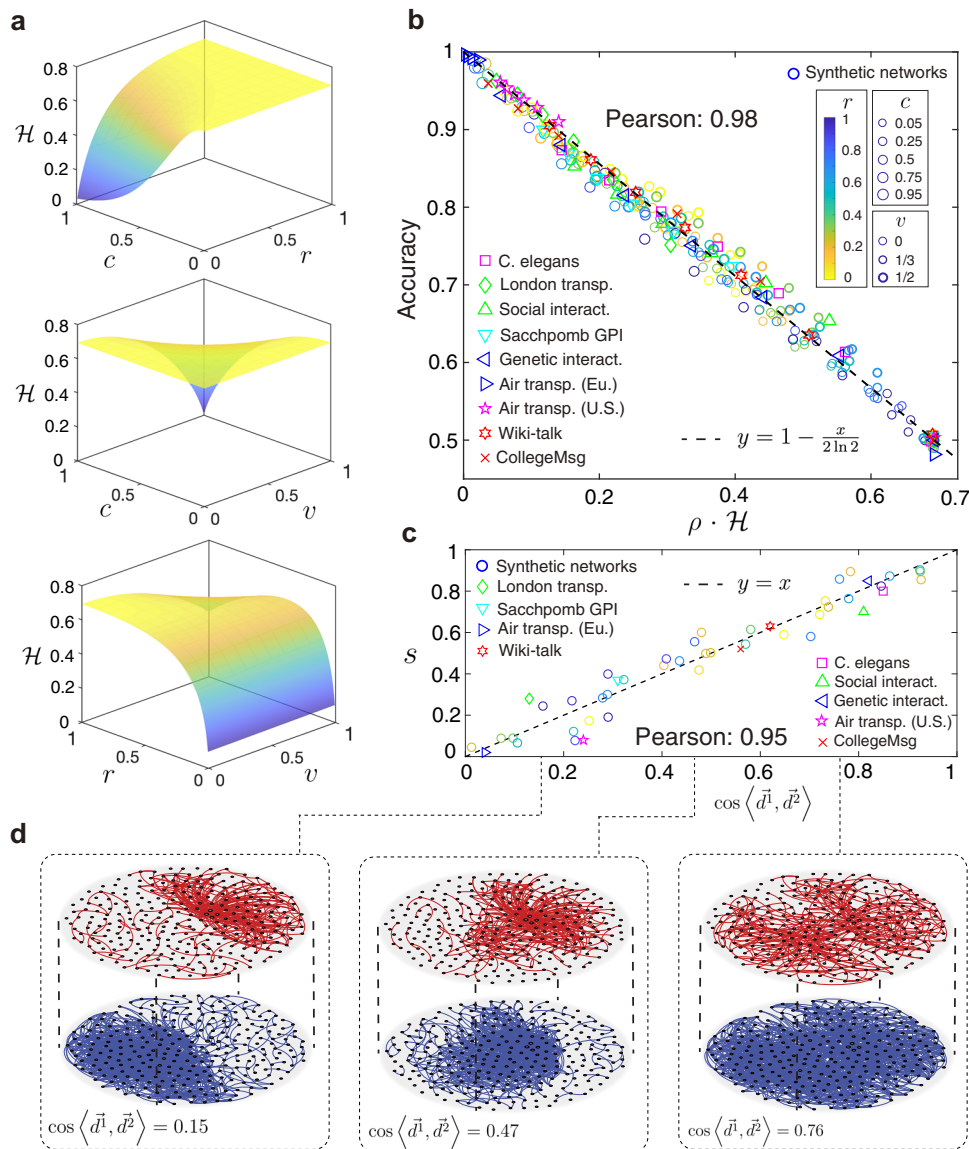 a
0.8
0.6
ℋ
0.4
0.2
0
1
0.5
c
0 0
0.5
r
1
0.8
0.6
ℋ
0.4
0.2
0
1
0.5
c
0 0
0.5
v
1
0.8
0.6
ℋ
0.4
0.2
0
1
0.5
r
0 0
0.5
v
1
b
1
0.9
0.8
0.7
0.6
0.5
Accuracy
Pearson: 0.98
Synthetic networks
r
1
0.8
0.6
0.4
0.2
0
c
0.05
0.25
0.5
0.75
0.95
v
0
1/3
1/2
C. elegans
London transp.
Social interact.
Sacchpomb GPI
Genetic interact.
Air transp. (Eu.)
Air transp. (U.S.)
Wiki-talk
CollegeMsg
y = 1 − x/(2 ln 2)
0 0.2 0.4 0.6 0.7
ρ · ℋ
c
1
0.8
0.6
0.4
0.2
0
s
Synthetic networks
London transp.
Sacchpomb GPI
Air transp. (Eu.)
Wiki-talk
y = x
C. elegans
Social interact.
Genetic interact.
Air transp. (U.S.)
CollegeMsg
Pearson: 0.95
0 0.2 0.4 0.6 0.8 1
cos⟨d⃗¹, d⃗²⟩
d
cos⟨d⃗¹, d⃗²⟩ = 0.15
cos⟨d⃗¹, d⃗²⟩ = 0.47
cos⟨d⃗¹, d⃗²⟩ = 0.76